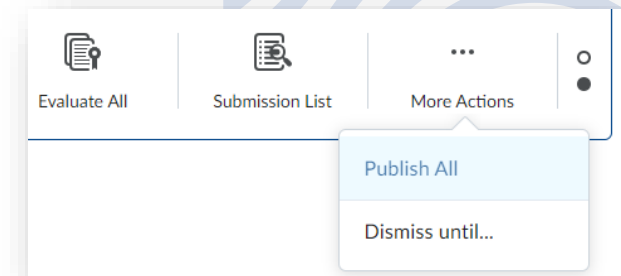 Evaluate All
Submission List
More Actions
Publish All
Dismiss until...